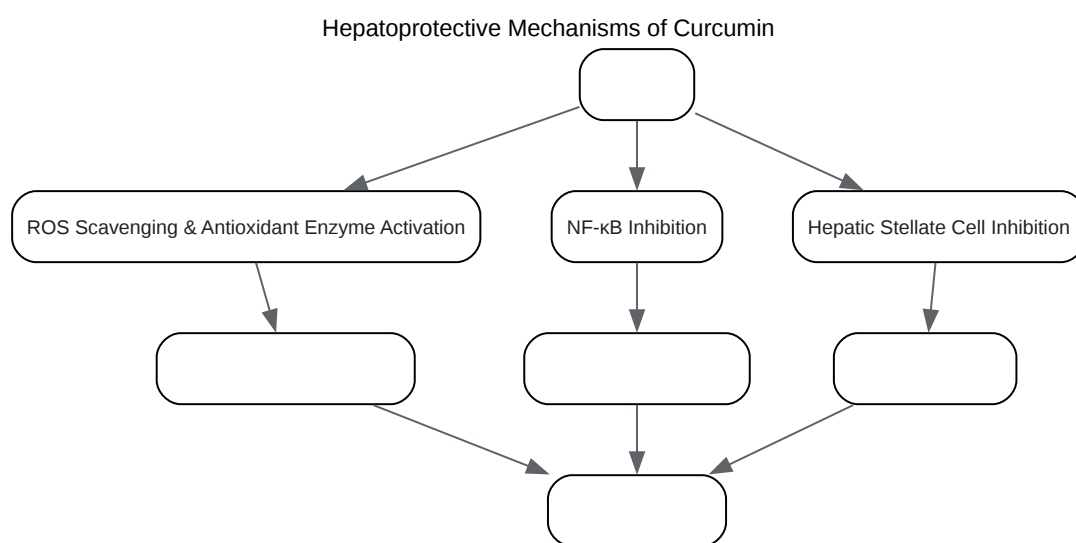 Hepatoprotective Mechanisms of Curcumin
ROS Scavenging & Antioxidant Enzyme Activation
NF-κB Inhibition
Hepatic Stellate Cell Inhibition